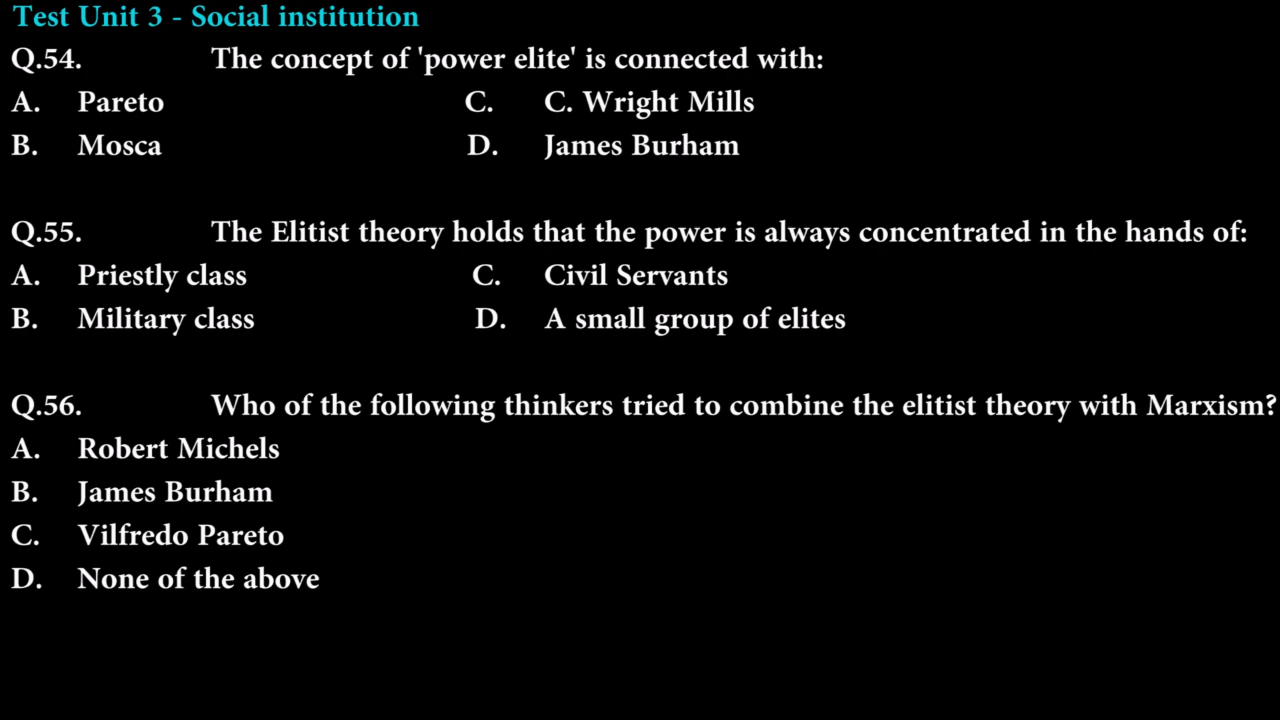 Test Unit 3 - Social institution
Q.54. The concept of 'power elite' is connected with:
A. Pareto C. C. Wright Mills
B. Mosca D. James Burham
Q.55. The Elitist theory holds that the power is always concentrated in the hands of:
A. Priestly class C. Civil Servants
B. Military class D. A small group of elites
Q.56. Who of the following thinkers tried to combine the elitist theory with Marxism?
A. Robert Michels
B. James Burham
C. Vilfredo Pareto
D. None of the above